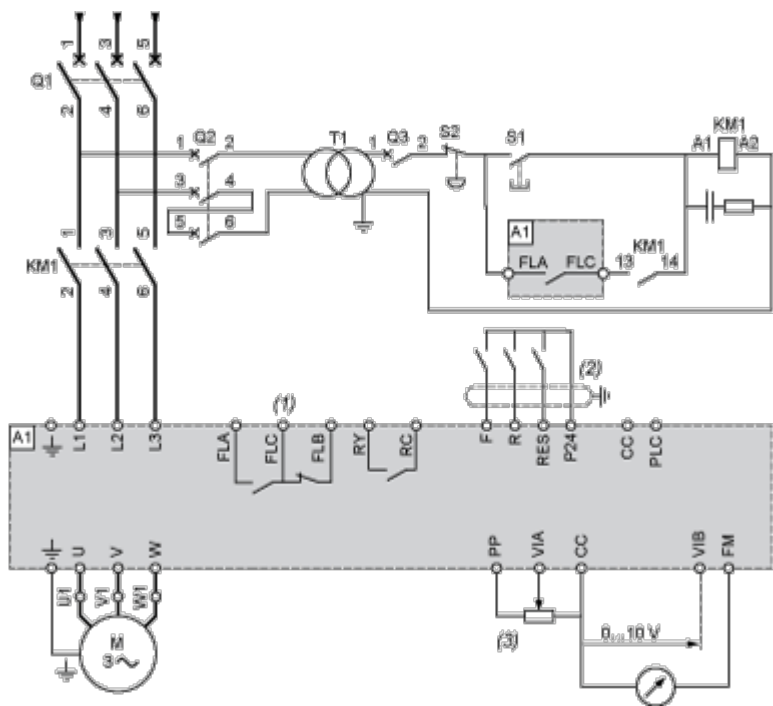 1 3 5
Q1
2 4 6
1 Q2 2
3 4
5 6
T1
1 Q3 2
S2
S1
KM1
A1 A2
A1
FLA FLC
KM1
13 14
1 3 5
KM1
2 4 6
(1)
(2)
A1
L1 L2 L3
FLA FLC FLB RY RC
F R RES P24 CC PLC
U V W
PP VIA CC VIB FM
U1 V1 W1
M
3
(3)
0 ... 10 V